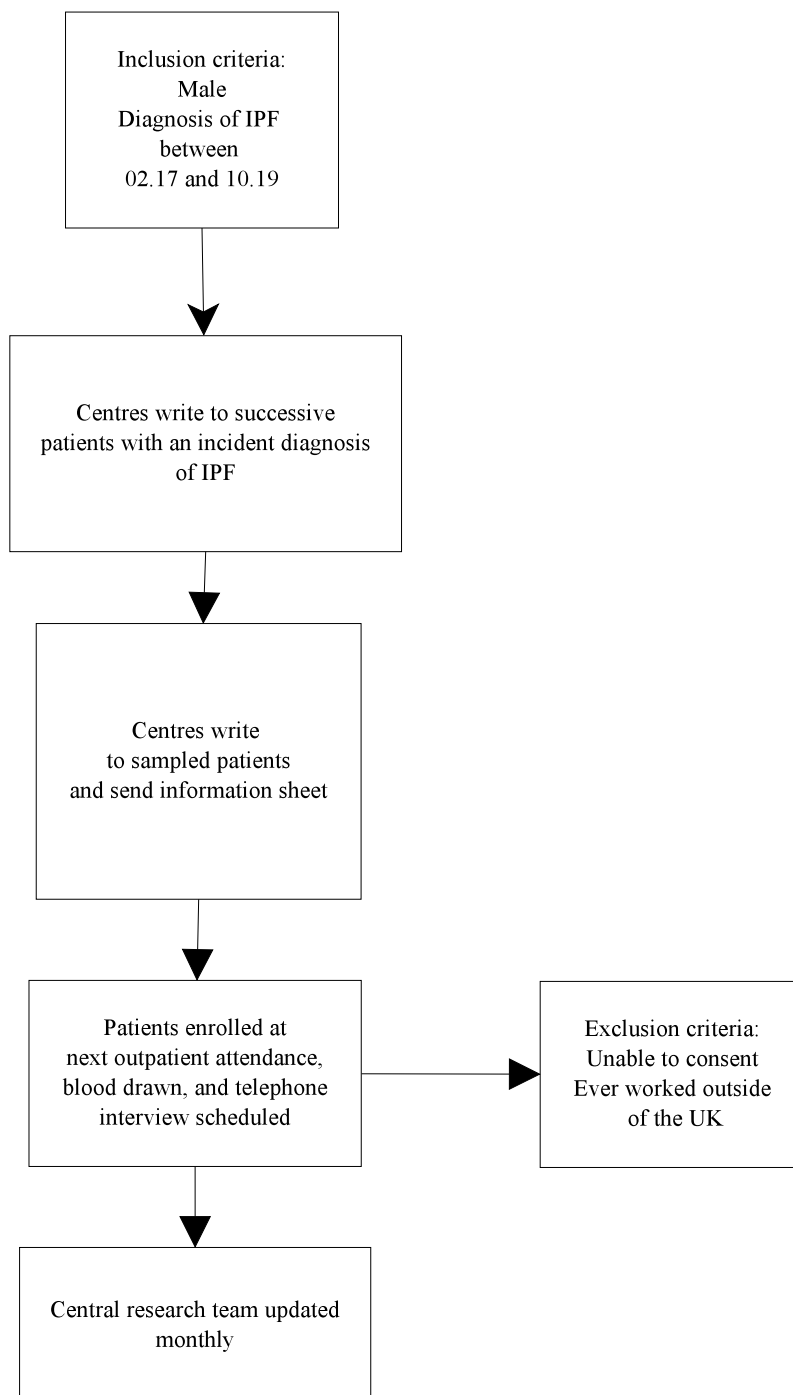 Inclusion criteria:
Male
Diagnosis of IPF
between
02.17 and 10.19
Centres write to successive
patients with an incident diagnosis
of IPF
Centres write
to sampled patients
and send information sheet
Patients enrolled at
next outpatient attendance,
blood drawn, and telephone
interview scheduled
Exclusion criteria:
Unable to consent
Ever worked outside
of the UK
Central research team updated
monthly